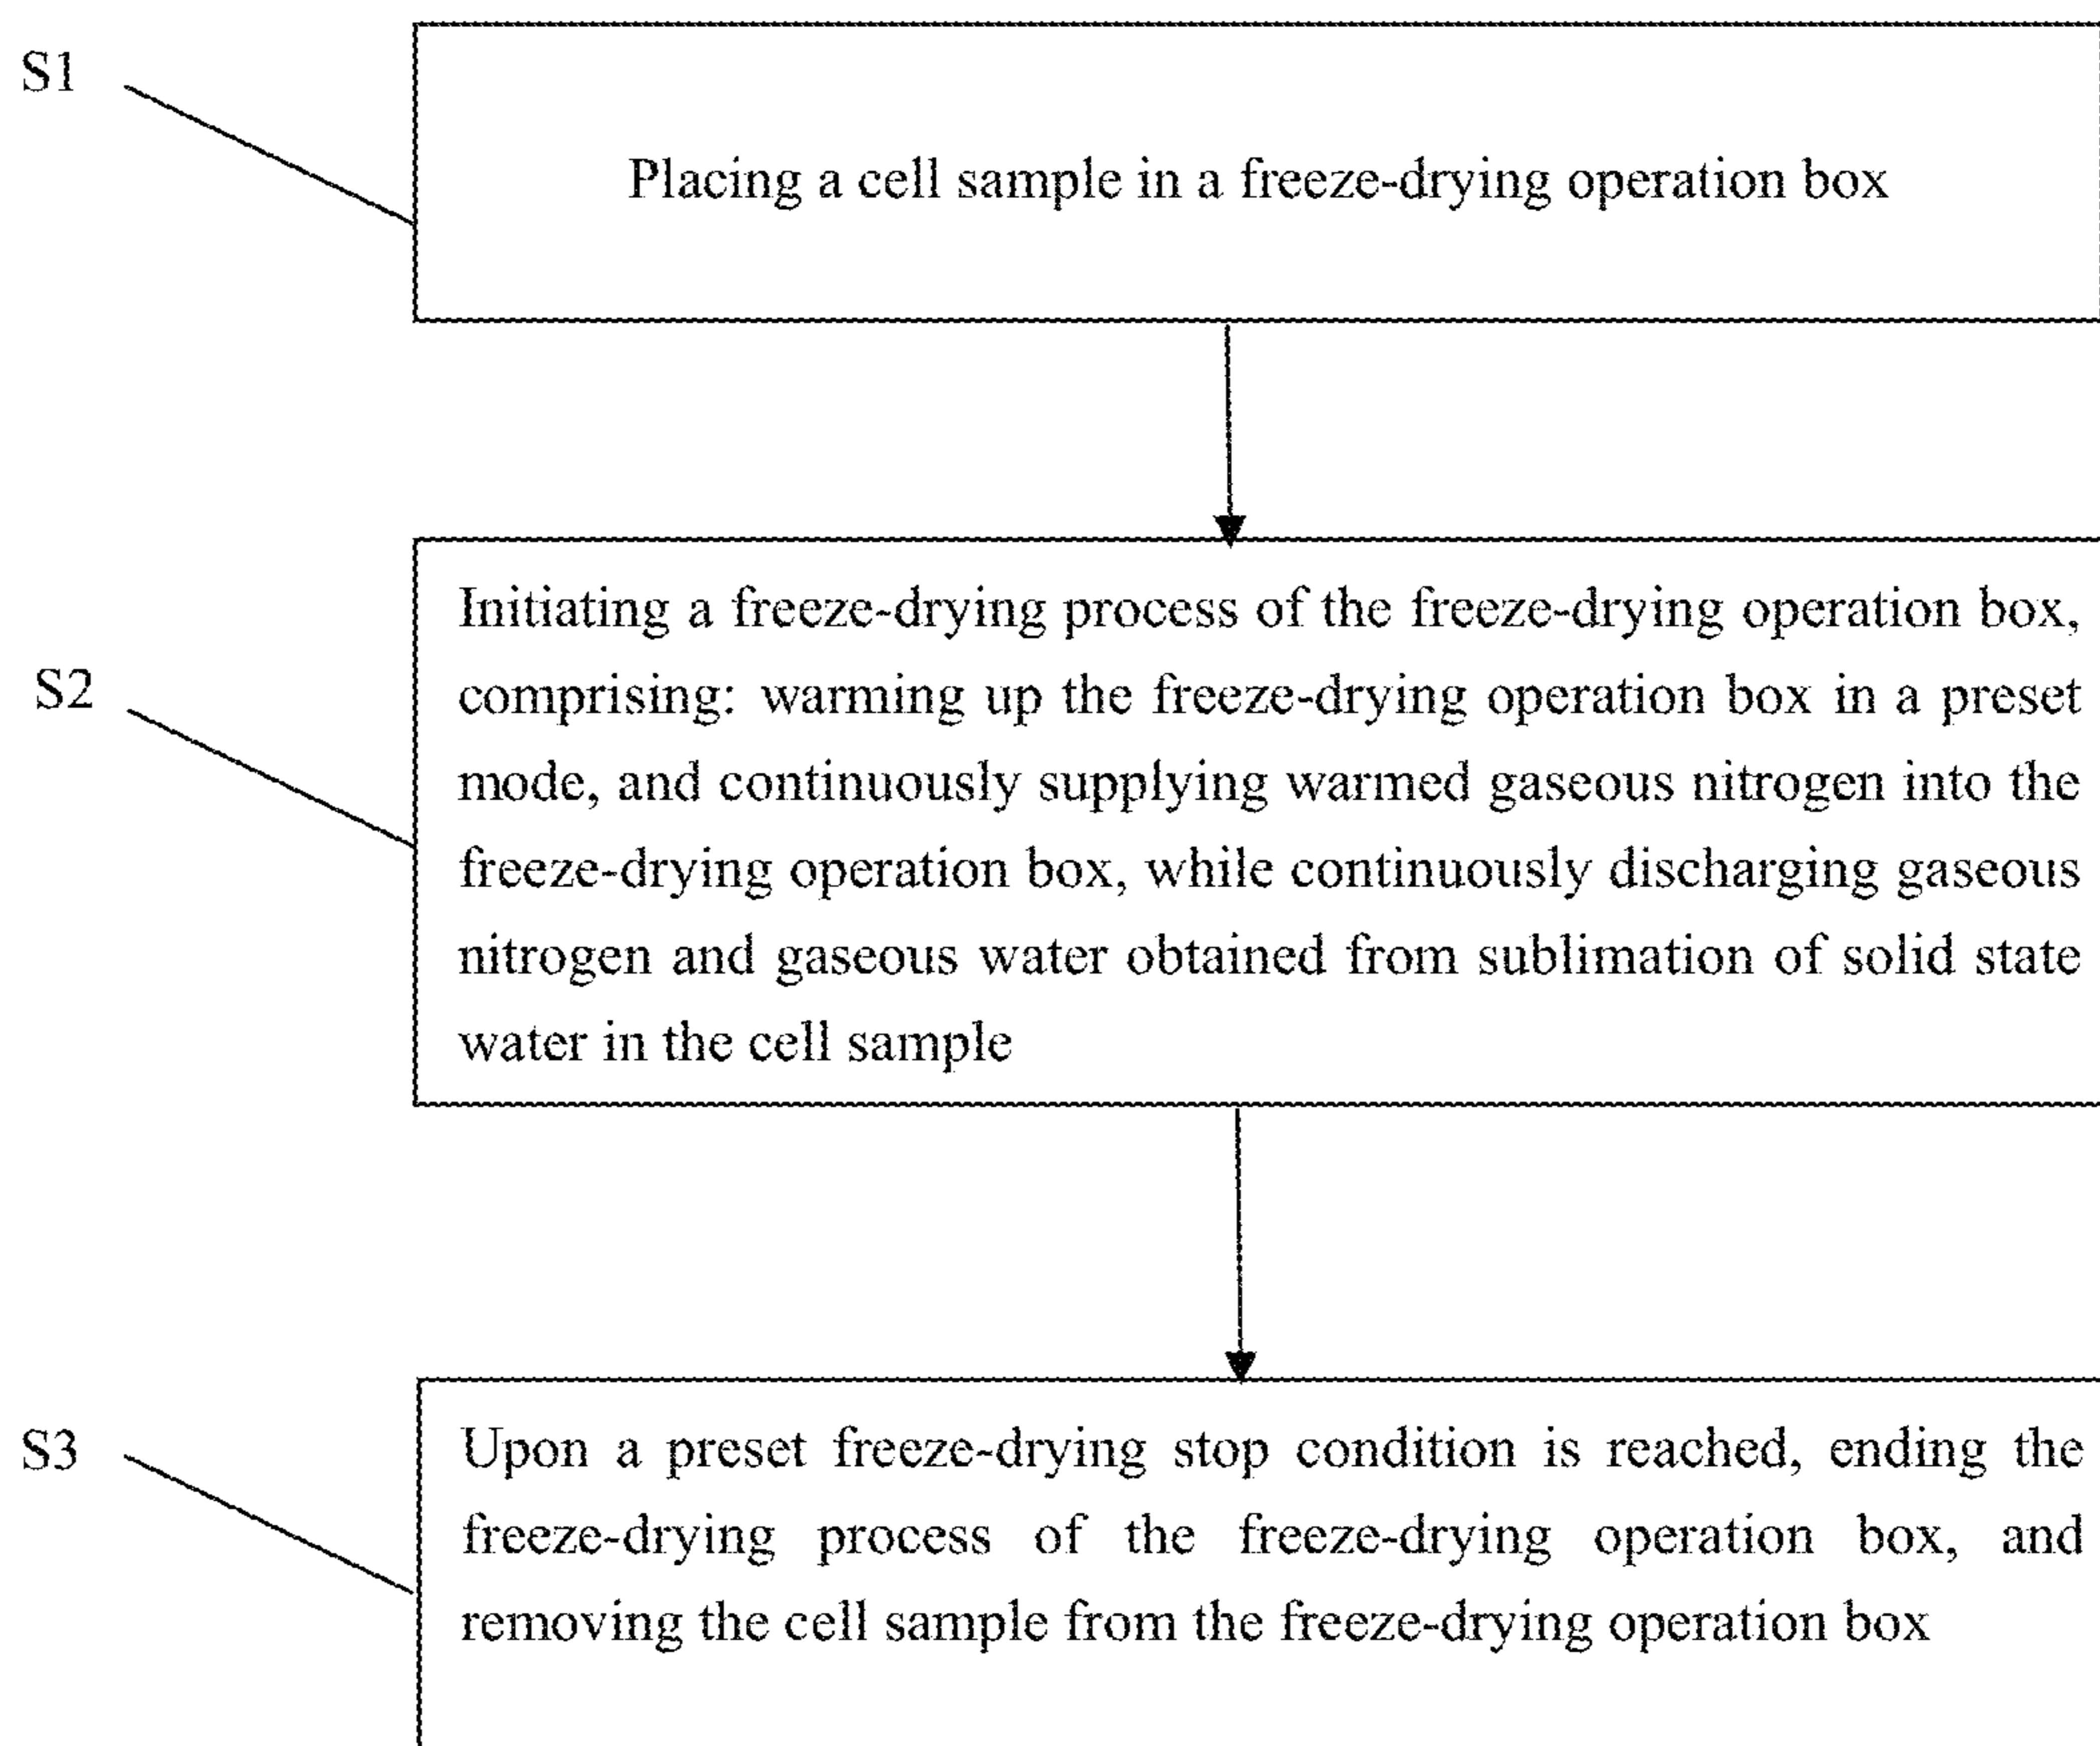 S1
Placing a cell sample in a freeze-drying operation box
S2
Initiating a freeze-drying process of the freeze-drying operation box,
comprising: warming up the freeze-drying operation box in a preset
mode, and continuously supplying warmed gaseous nitrogen into the
freeze-drying operation box, while continuously discharging gaseous
nitrogen and gaseous water obtained from sublimation of solid state
water in the cell sample
S3
Upon a preset freeze-drying stop condition is reached, ending the
freeze-drying process of the freeze-drying operation box, and
removing the cell sample from the freeze-drying operation box